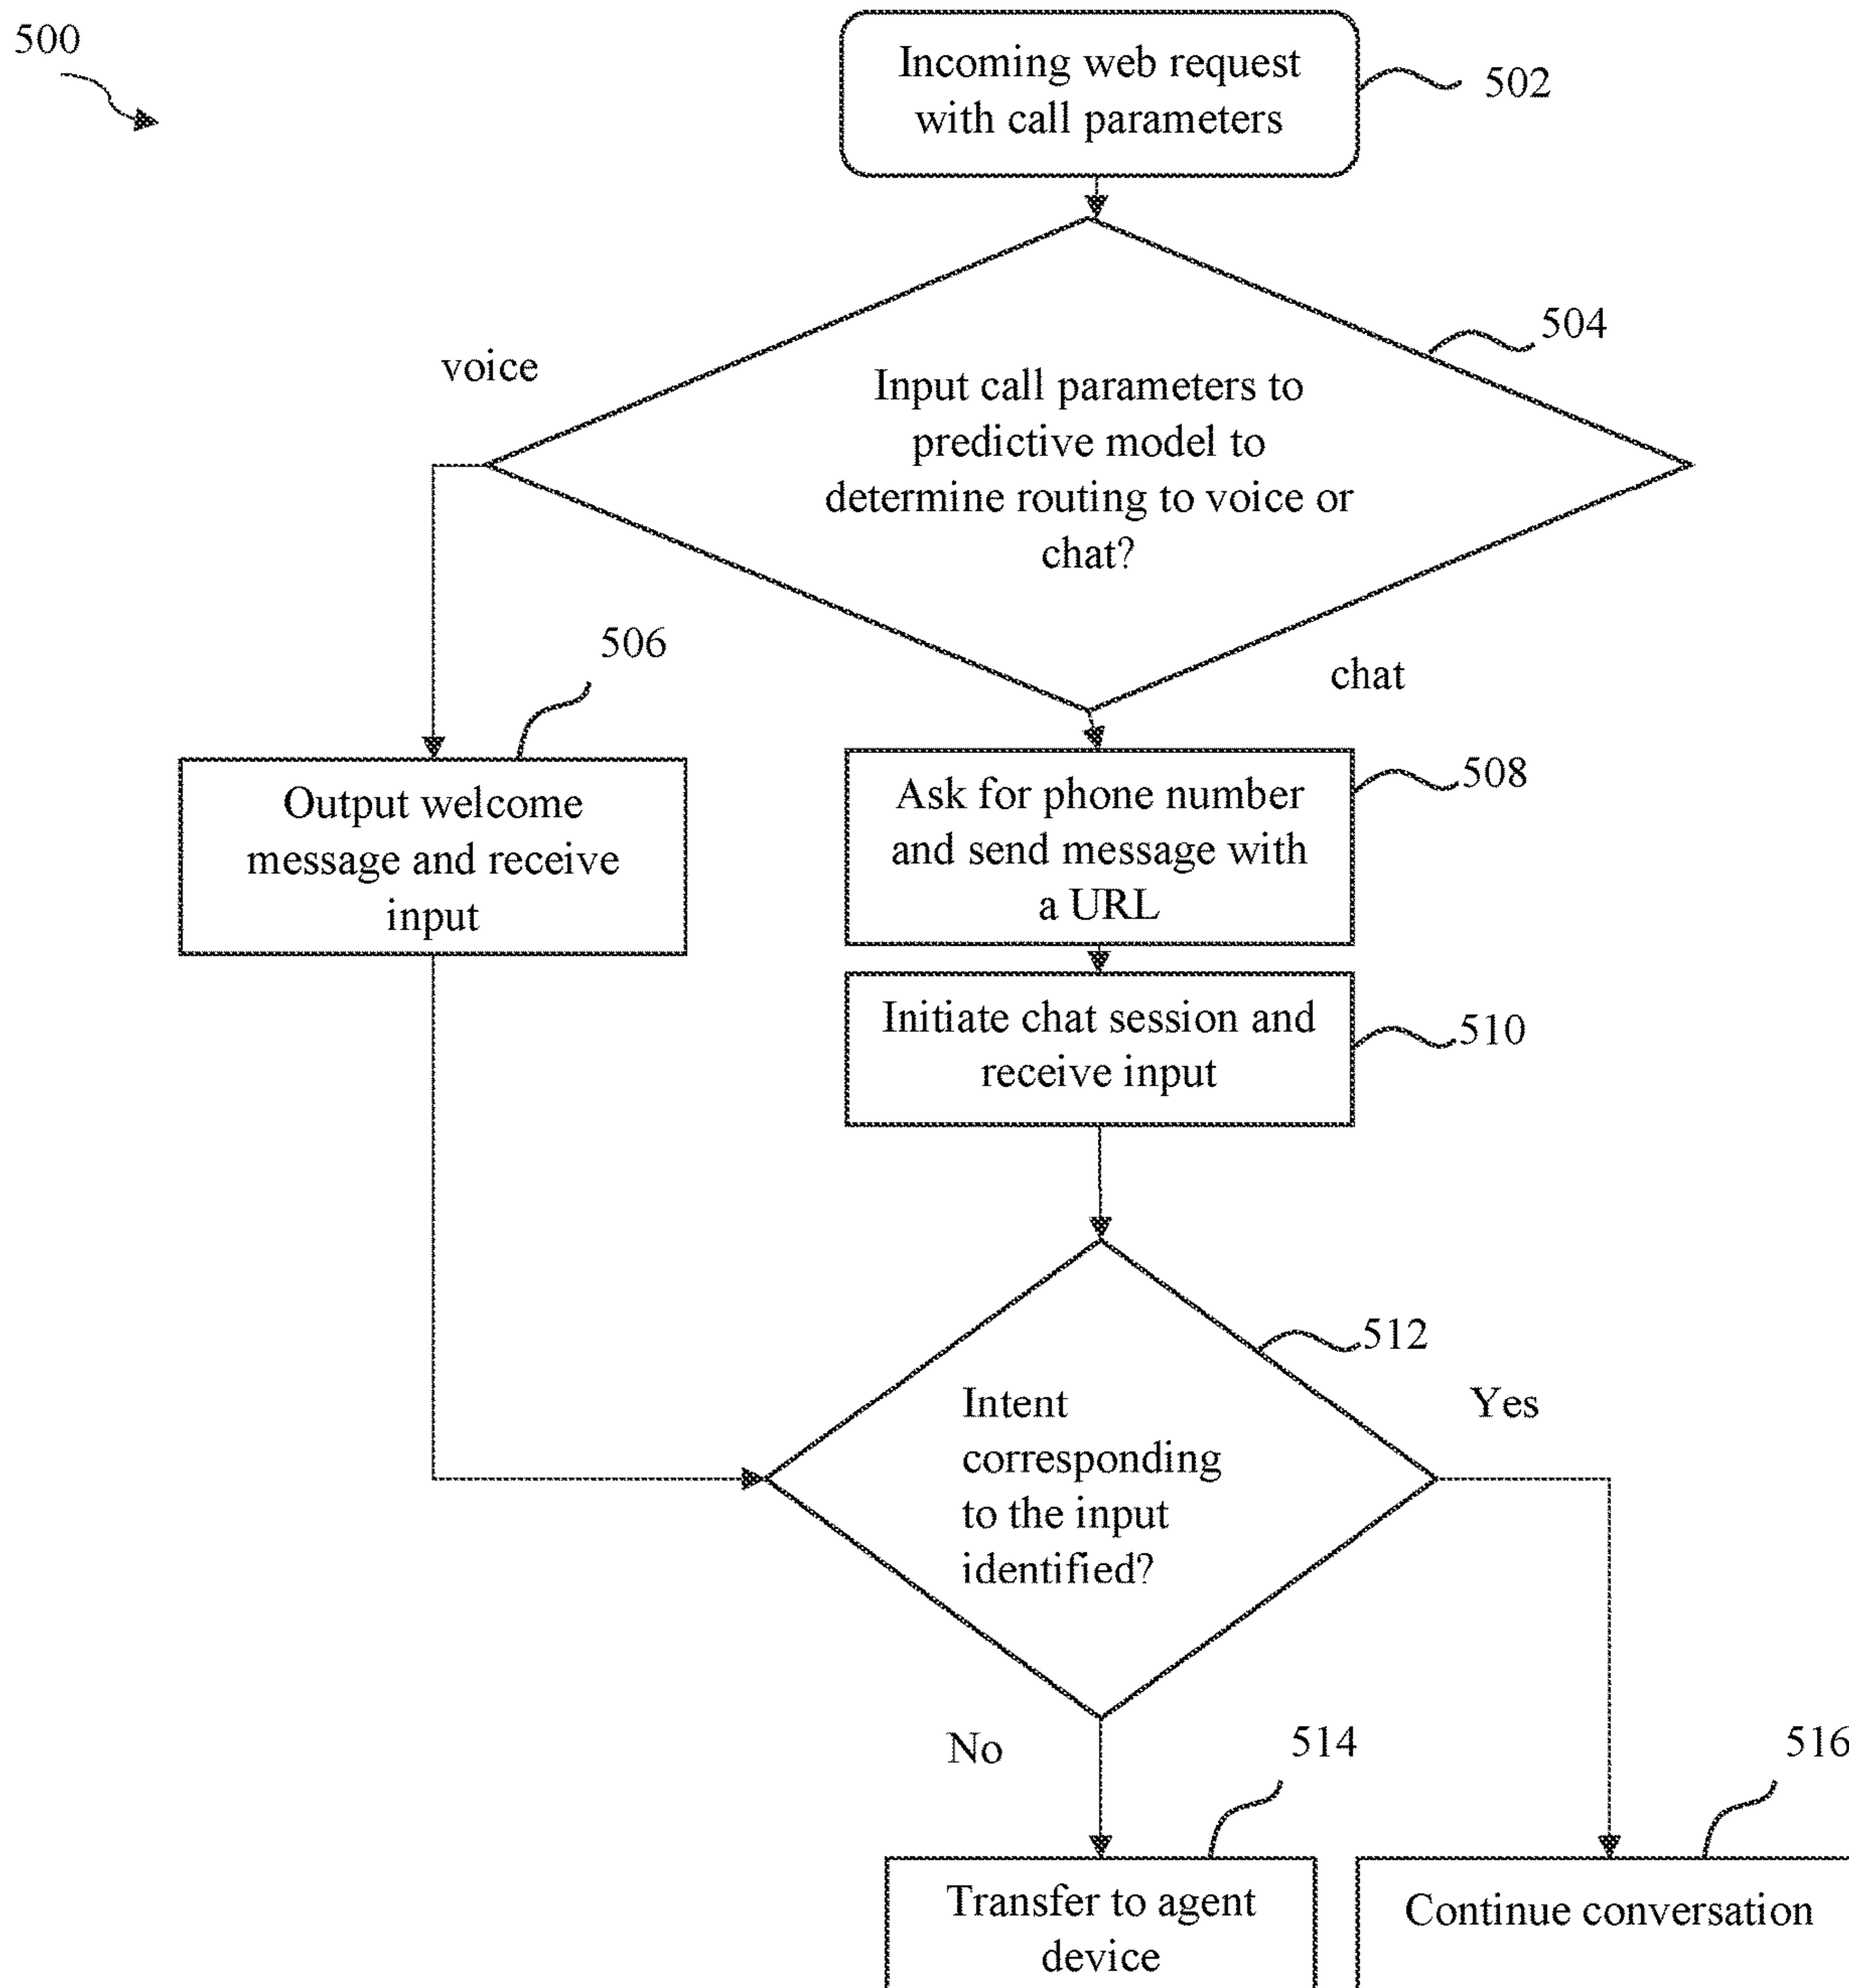 500
Incoming web request
with call parameters
502
504
voice
Input call parameters to
predictive model to
determine routing to voice or
chat?
506
chat
Output welcome
message and receive
input
Ask for phone number
and send message with
a URL
508
Initiate chat session and
receive input
510
512
Intent
corresponding
to the input
identified?
Yes
No
514
516
Transfer to agent
device
Continue conversation